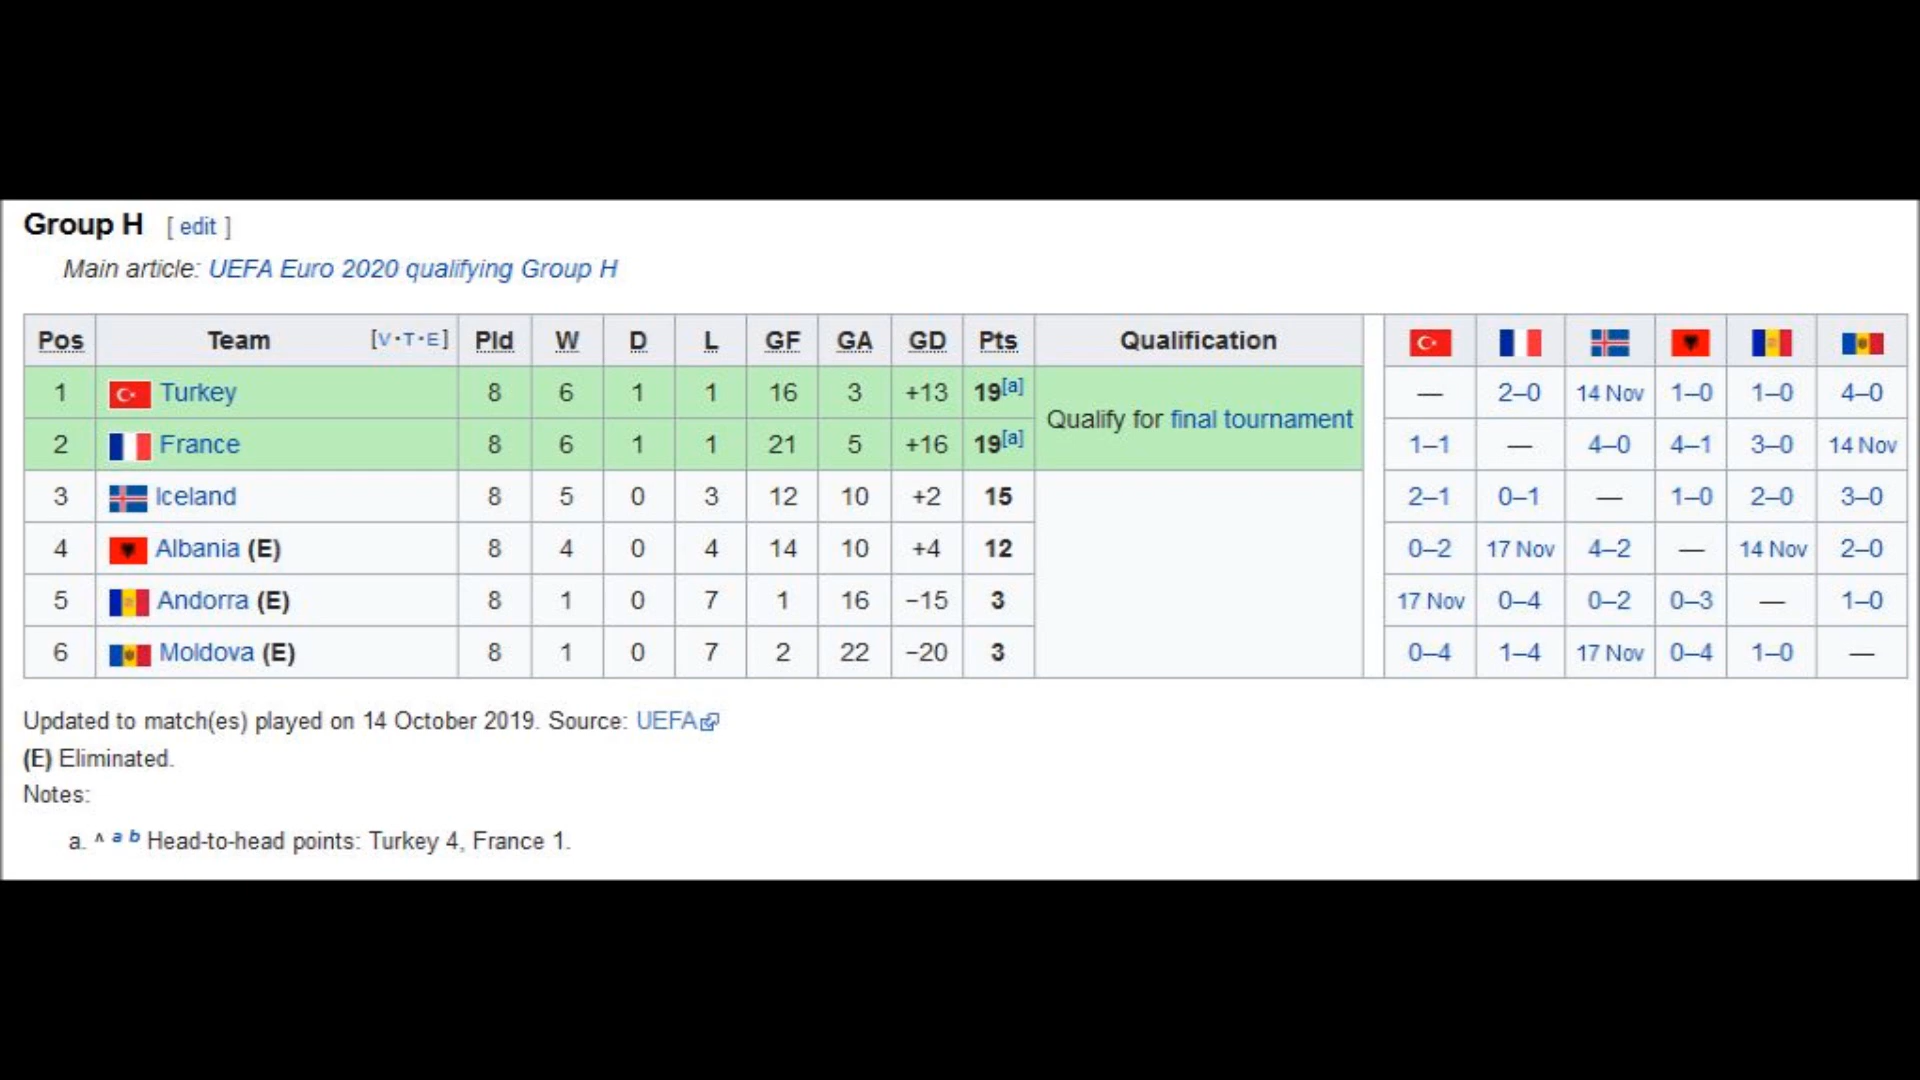 Group H [ edit ]
Main article: UEFA Euro 2020 qualifying Group H
Pos Team [V·T·E] Pld W D L GF GA GD Pts Qualification
1 Turkey 8 6 1 1 16 3 +13 19[a] Qualify for final tournament — 2–0 14 Nov 1–0 1–0 4–0
2 France 8 6 1 1 21 5 +16 19[a] 1–1 — 4–0 4–1 3–0 14 Nov
3 Iceland 8 5 0 3 12 10 +2 15 2–1 0–1 — 1–0 2–0 3–0
4 Albania (E) 8 4 0 4 14 10 +4 12 0–2 17 Nov 4–2 — 14 Nov 2–0
5 Andorra (E) 8 1 0 7 1 16 −15 3 17 Nov 0–4 0–2 0–3 — 1–0
6 Moldova (E) 8 1 0 7 2 22 −20 3 0–4 1–4 17 Nov 0–4 1–0 —
Updated to match(es) played on 14 October 2019. Source: UEFA
(E) Eliminated.
Notes:
a. ^ a b Head-to-head points: Turkey 4, France 1.